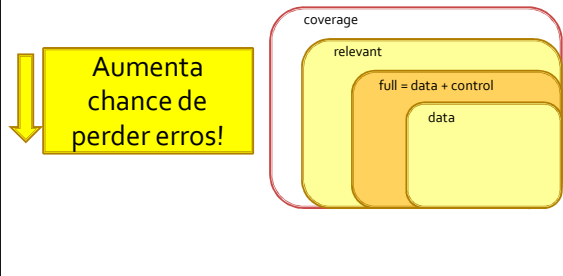 Aumenta
chance de
perder erros!
coverage
relevant
full = data + control
data